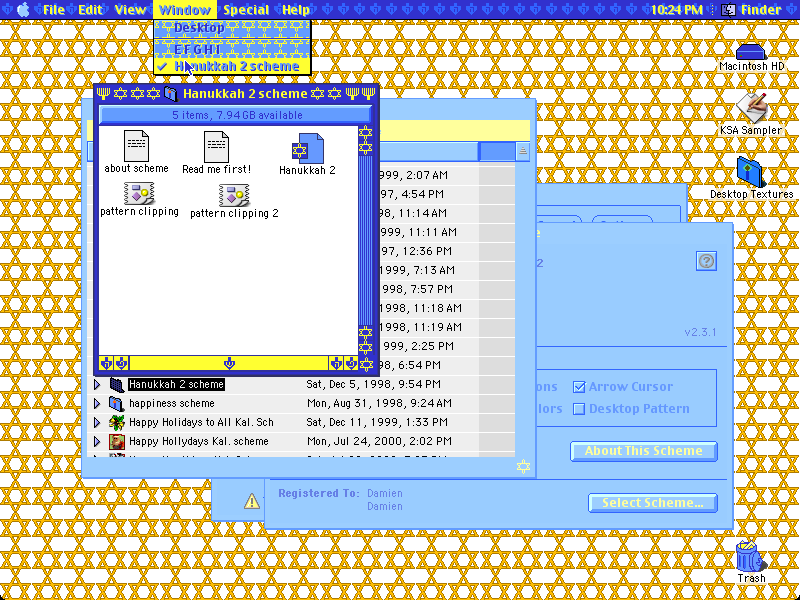 File Edit View Window Special Help 10:24 PM Finder
Desktop
E F G H I
✓ Hanukkah 2 scheme
Macintosh HD
KSA Sampler
Desktop Textures
Trash
Hanukkah 2 scheme
5 items, 7.94 GB available
about scheme
Read me first!
Hanukkah 2
pattern clipping
pattern clipping 2
999, 2:07 AM
97, 4:54 PM
998, 11:14 AM
999, 11:11 AM
97, 12:36 PM
1999, 7:13 AM
998, 7:57 PM
1998, 11:18 AM
1998, 11:19 AM
999, 2:25 PM
998, 6:54 PM
Hanukkah 2 scheme Sat, Dec 5, 1998, 9:54 PM
happiness scheme Mon, Aug 31, 1998, 9:24 AM
Happy Holidays to All Kal. Sch Sat, Dec 11, 1999, 1:33 PM
Happy Hollydays Kal. scheme Mon, Jul 24, 2000, 2:02 PM
e
2
v2.3.1
ons Arrow Cursor
lors Desktop Pattern
About This Scheme
Registered To: Damien
Damien
Select Scheme...